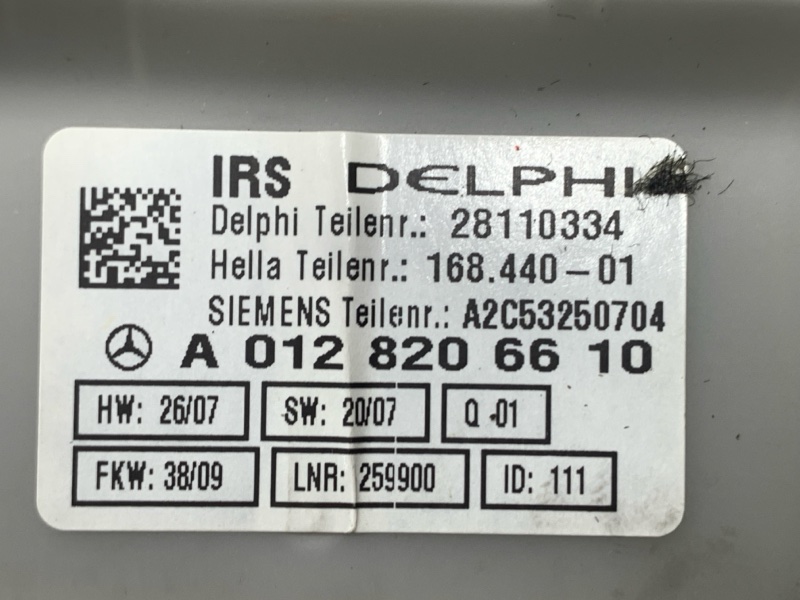 IRS DELPHI
Delphi Teilenr.: 28110334
Hella Teilenr.: 168.440-01
SIEMENS Teilenr.: A2C53250704
A 012 820 66 10
HW: 26/07 SW: 20/07 Q -01
FKW: 38/09 LNR: 259900 ID: 111